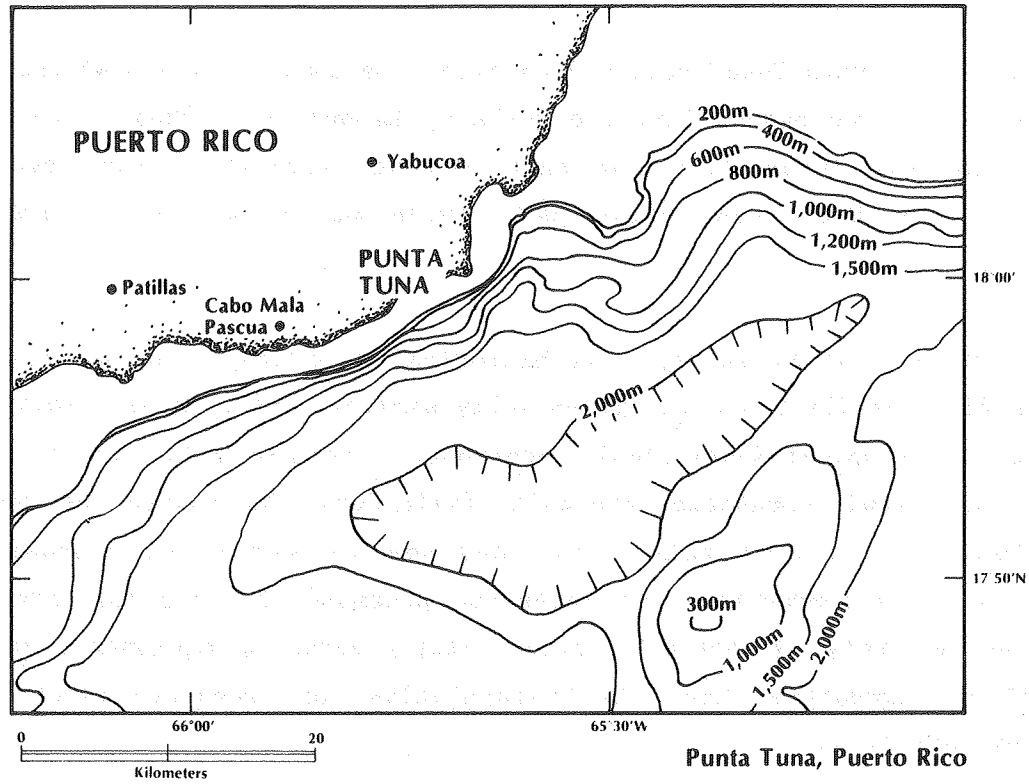 PUERTO RICO
Yabucoa
PUNTA
TUNA
Patillas
Cabo Mala
Pascua
200m
400m
600m
800m
1,000m
1,200m
1,500m
18°00'
2,000m
17°50'N
300m
1,000m
1,500m
2,000m
66°00'
65°30'W
0
20
Kilometers
Punta Tuna, Puerto Rico